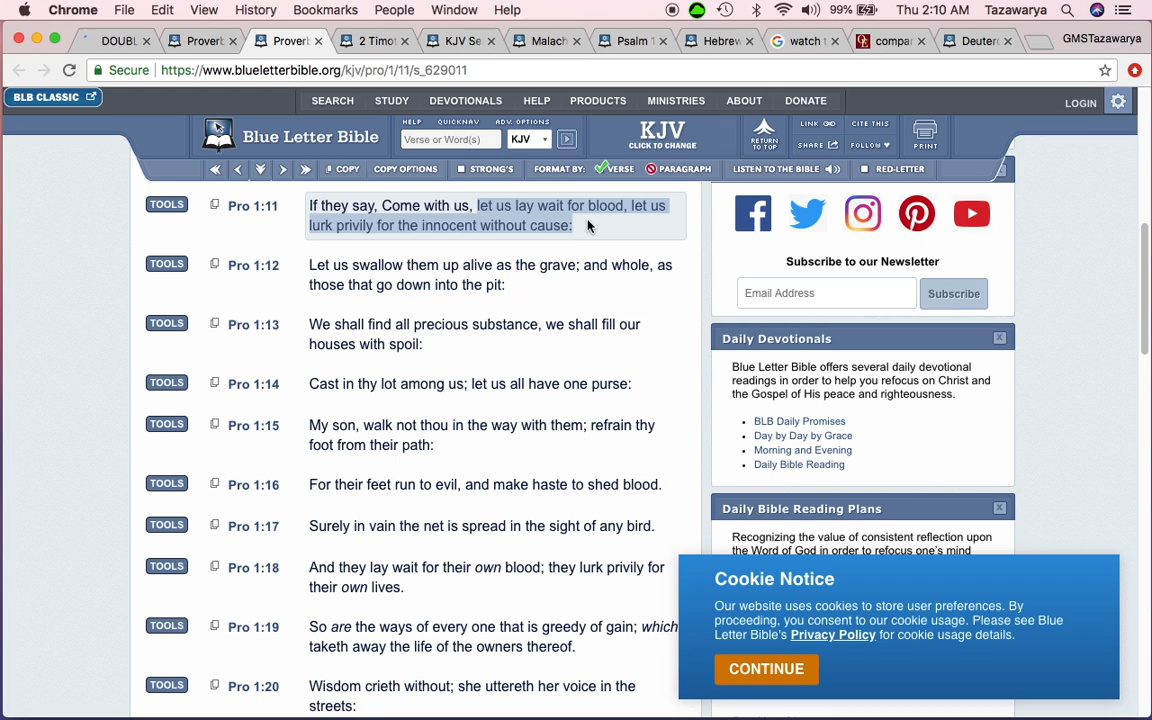 Chrome File Edit View History Bookmarks People Window Help 99% Thu 2:10 AM Tazawarya
DOUBL Proverb Proverb 2 Timot KJV Se Malach Psalm 1 Hebrew watch t compar Deuter GMSTazawarya
Secure https://www.blueletterbible.org/kjv/pro/1/11/s_629011
BLB CLASSIC SEARCH STUDY DEVOTIONALS HELP PRODUCTS MINISTRIES ABOUT DONATE LOGIN
HELP QUICKNAV ADV. OPTIONS
Blue Letter Bible Verse or Word(s) KJV
KJV
CLICK TO CHANGE
RETURN
TO TOP
LINK CITE THIS
SHARE FOLLOW PRINT
COPY COPY OPTIONS STRONG'S FORMAT BY: VERSE PARAGRAPH LISTEN TO THE BIBLE RED-LETTER
TOOLS Pro 1:11 If they say, Come with us, let us lay wait for blood, let us
lurk privily for the innocent without cause:
TOOLS Pro 1:12 Let us swallow them up alive as the grave; and whole, as
those that go down into the pit:
TOOLS Pro 1:13 We shall find all precious substance, we shall fill our
houses with spoil:
TOOLS Pro 1:14 Cast in thy lot among us; let us all have one purse:
TOOLS Pro 1:15 My son, walk not thou in the way with them; refrain thy
foot from their path:
TOOLS Pro 1:16 For their feet run to evil, and make haste to shed blood.
TOOLS Pro 1:17 Surely in vain the net is spread in the sight of any bird.
TOOLS Pro 1:18 And they lay wait for their own blood; they lurk privily for
their own lives.
TOOLS Pro 1:19 So are the ways of every one that is greedy of gain; which
taketh away the life of the owners thereof.
TOOLS Pro 1:20 Wisdom crieth without; she uttereth her voice in the
streets:
Subscribe to our Newsletter
Email Address Subscribe
Daily Devotionals
Blue Letter Bible offers several daily devotional
readings in order to help you refocus on Christ and
the Gospel of His peace and righteousness.
BLB Daily Promises
Day by Day by Grace
Morning and Evening
Daily Bible Reading
Daily Bible Reading Plans
Recognizing the value of consistent reflection upon
the Word of God in order to refocus one's mind
Cookie Notice
Our website uses cookies to store user preferences. By
proceeding, you consent to our cookie usage. Please see Blue
Letter Bible's Privacy Policy for cookie usage details.
CONTINUE